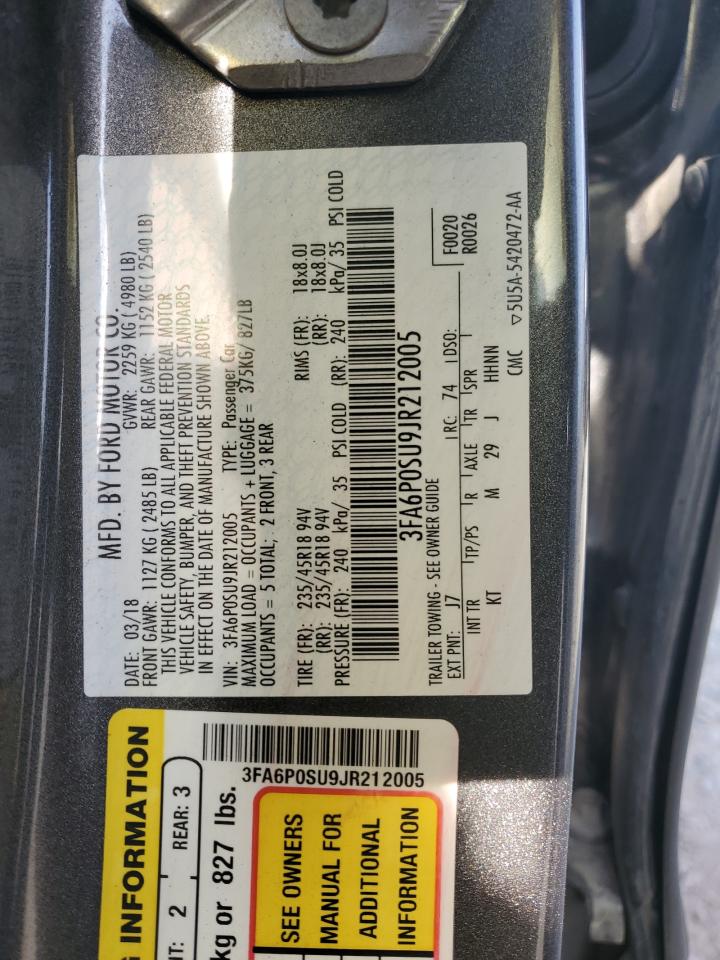 MFD. BY FORD MOTOR CO.
DATE: 03/18 GVWR: 2259 KG ( 4980 LB)
FRONT GAWR: 1127 KG ( 2485 LB) REAR GAWR: 1152 KG ( 2540 LB)
THIS VEHICLE CONFORMS TO ALL APPLICABLE FEDERAL MOTOR
VEHICLE SAFETY, BUMPER, AND THEFT PREVENTION STANDARDS
IN EFFECT ON THE DATE OF MANUFACTURE SHOWN ABOVE.
VIN: 3FA6P0SU9JR212005 TYPE: Passenger Car
MAXIMUM LOAD = OCCUPANTS + LUGGAGE = 375KG/ 827LB
OCCUPANTS = 5 TOTAL; 2 FRONT, 3 REAR
TIRE (FR): 235/45R18 94V RIMS (FR): 18x8.0J
(RR): 235/45R18 94V (RR): 18x8.0J
PRESSURE (FR): 240 kPa/ 35 PSI COLD (RR): 240 kPa/ 35 PSI COLD
3FA6P0SU9JR212005
TRAILER TOWING - SEE OWNER GUIDE
F0020
EXT PNT: J7 RC: 74 DSO: R0026
INT TR TP/PS R AXLE TR SPR
KT M 29 J HHNN
CMC ▽5U5A-5420472-AA
INFORMATION
2 REAR: 3
kg or 827 lbs.
3FA6P0SU9JR212005
SEE OWNERS
MANUAL FOR
ADDITIONAL
INFORMATION